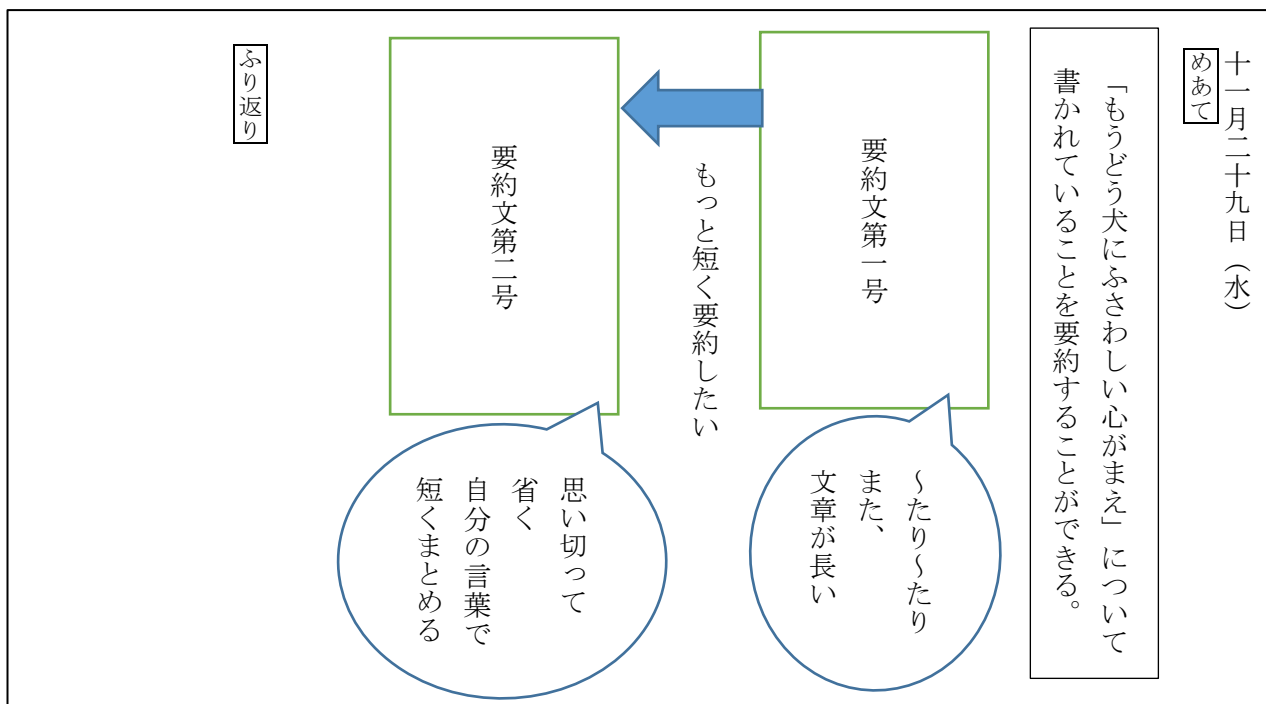 十一月二十九日（水）
めあて
「もうどう犬にふさわしい心がまえ」について
書かれていることを要約することができる。
要約文第一号
～たり～たり
また、
文章が長い
もっと短く要約したい
要約文第二号
思い切って
省く
自分の言葉で
短くまとめる
ふり返り